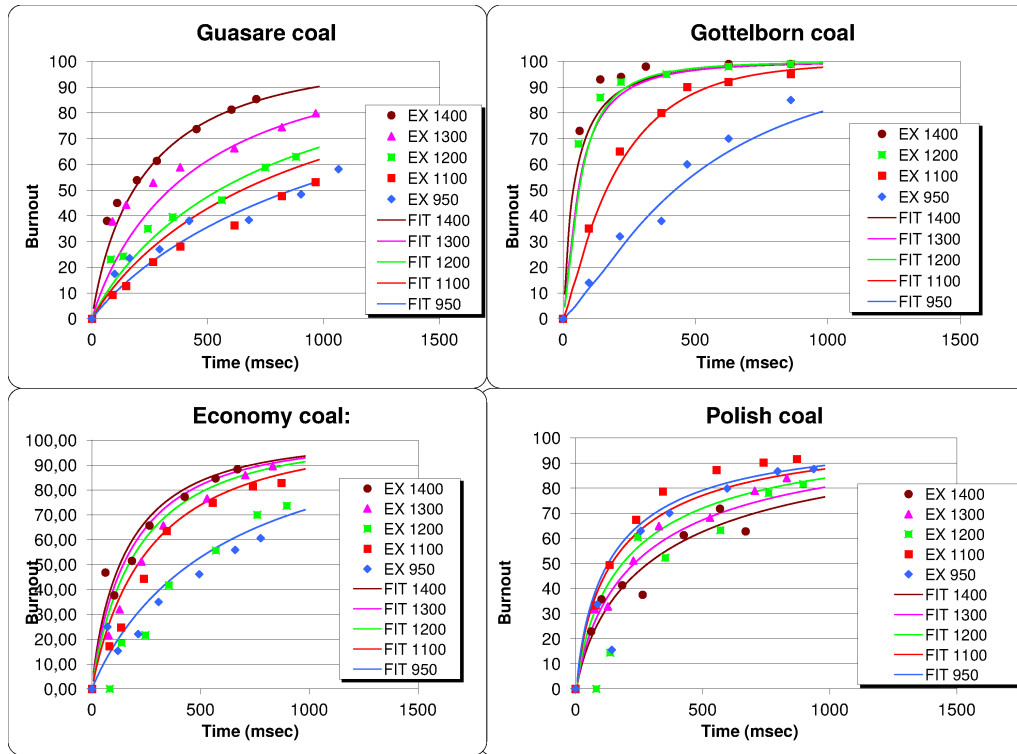 Guasare coal
Burnout
100
90
80
70
60
50
40
30
20
10
0
0 500 1000 1500
Time (msec)
EX 1400
EX 1300
EX 1200
EX 1100
EX 950
FIT 1400
FIT 1300
FIT 1200
FIT 1100
FIT 950
Gottelborn coal
Burnout
100
90
80
70
60
50
40
30
20
10
0
0 500 1000 1500
Time (msec)
EX 1400
EX 1300
EX 1200
EX 1100
EX 950
FIT 1400
FIT 1300
FIT 1200
FIT 1100
FIT 950
Economy coal:
Burnout
100,00
90,00
80,00
70,00
60,00
50,00
40,00
30,00
20,00
10,00
0,00
0 500 1000 1500
Time (msec)
EX 1400
EX 1300
EX 1200
EX 1100
EX 950
FIT 1400
FIT 1300
FIT 1200
FIT 1100
FIT 950
Polish coal
Burnout
100
90
80
70
60
50
40
30
20
10
0
0 500 1000 1500
Time (msec)
EX 1400
EX 1300
EX 1200
EX 1100
EX 950
FIT 1400
FIT 1300
FIT 1200
FIT 1100
FIT 950